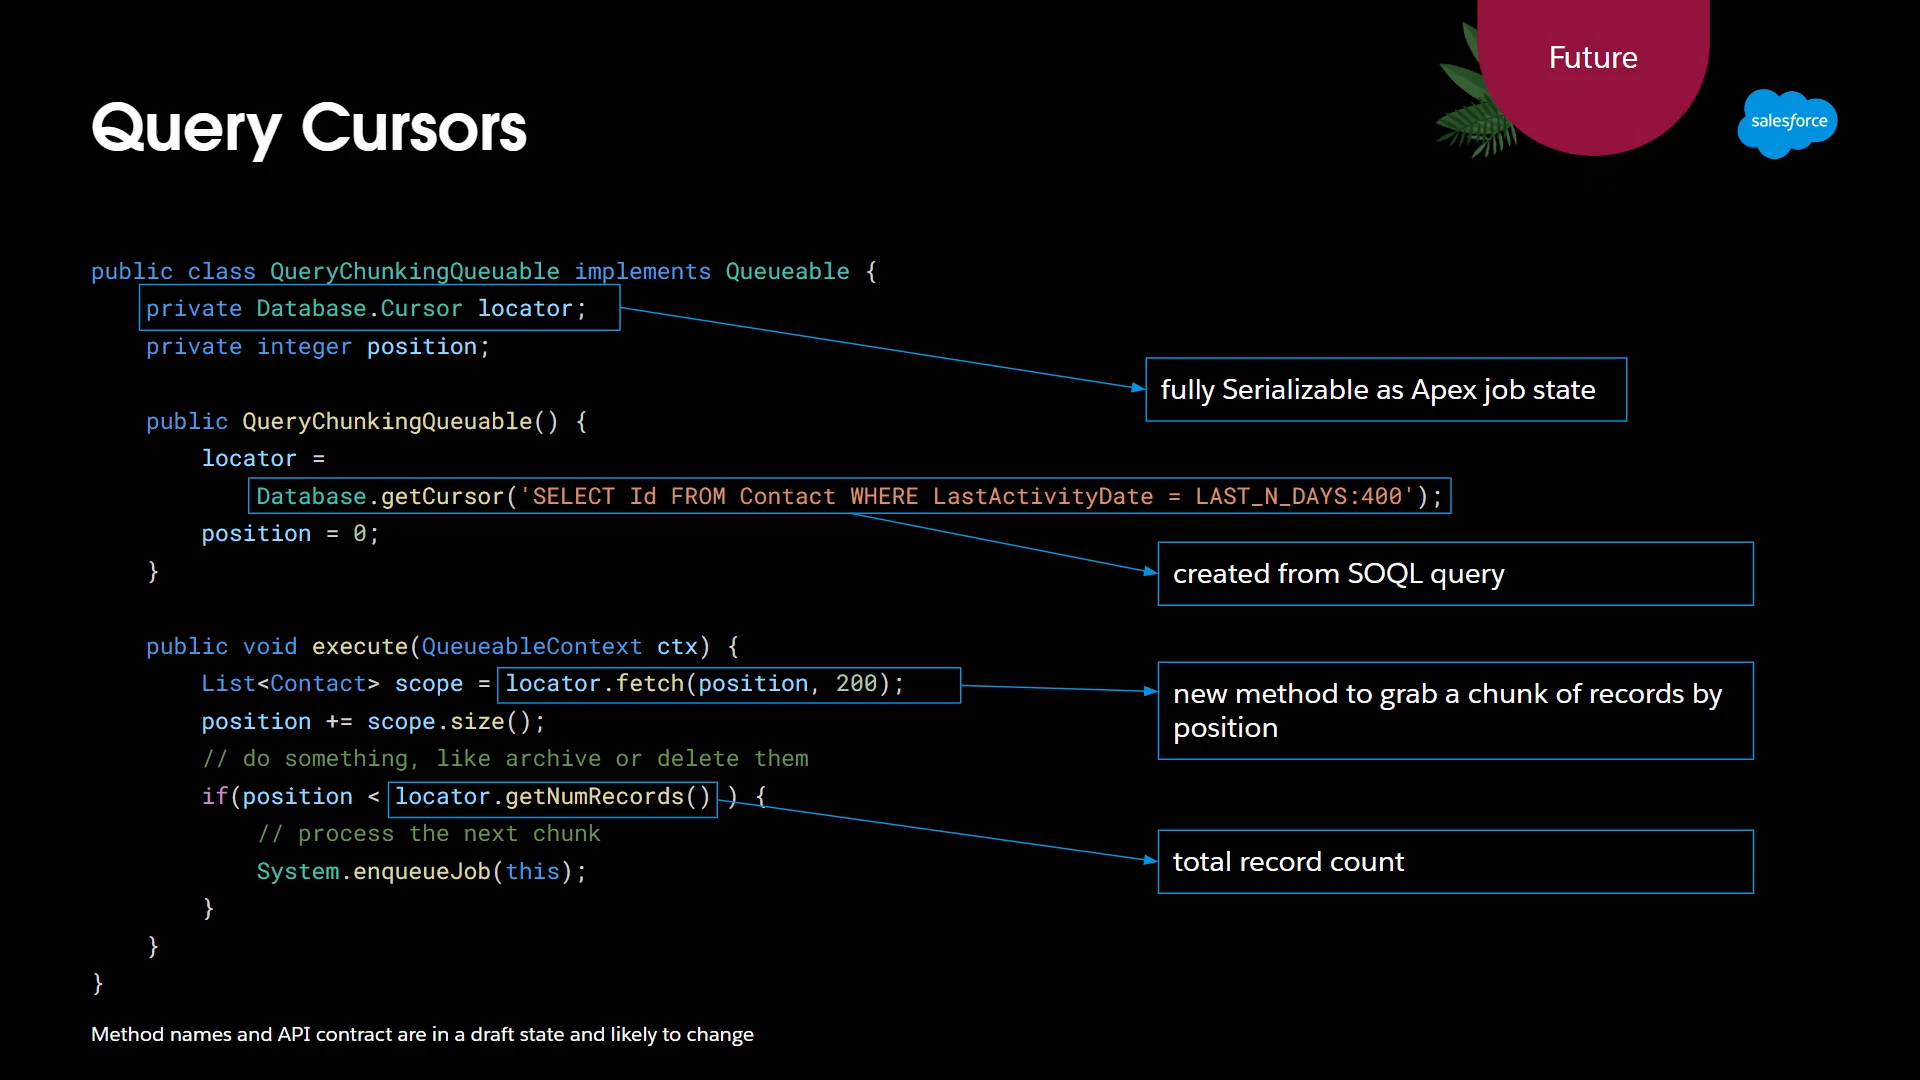 Future
salesforce
Query Cursors
public class QueryChunkingQueuable implements Queueable {
    private Database.Cursor locator;
    private integer position;
fully Serializable as Apex job state
    public QueryChunkingQueuable() {
        locator =
            Database.getCursor('SELECT Id FROM Contact WHERE LastActivityDate = LAST_N_DAYS:400');
        position = 0;
    }
created from SOQL query
    public void execute(QueueableContext ctx) {
        List<Contact> scope = locator.fetch(position, 200);
        position += scope.size();
new method to grab a chunk of records by
position
        // do something, like archive or delete them
        if(position < locator.getNumRecords() ) {
            // process the next chunk
            System.enqueueJob(this);
        }
total record count
    }
}
Method names and API contract are in a draft state and likely to change